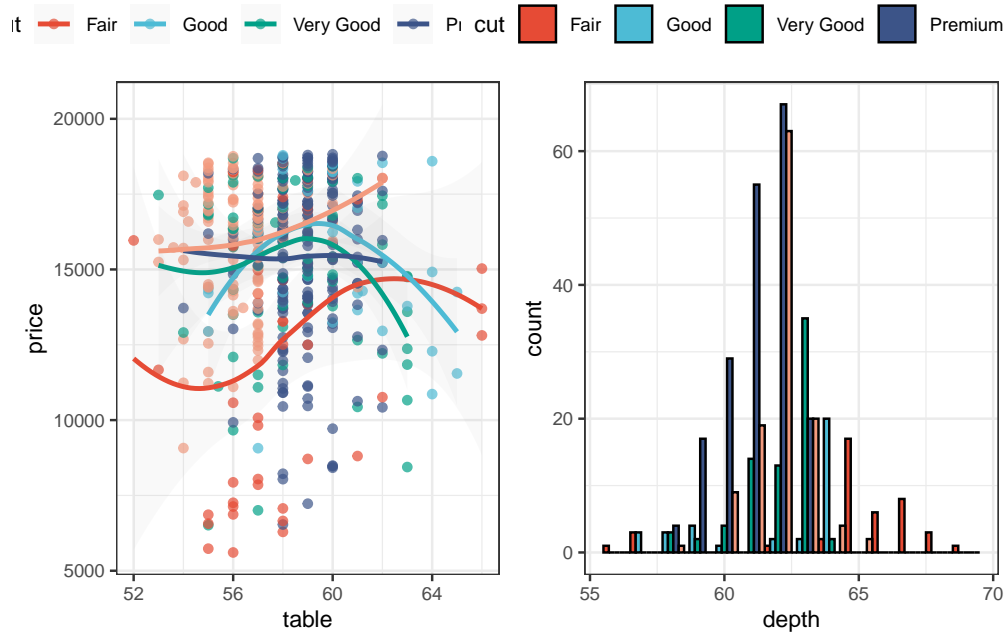 Fair Good Very Good
cut Fair Good Very Good Premium
20000
15000
10000
5000
price
52 56 60 64
table
60
40
20
0
count
55 60 65 70
depth